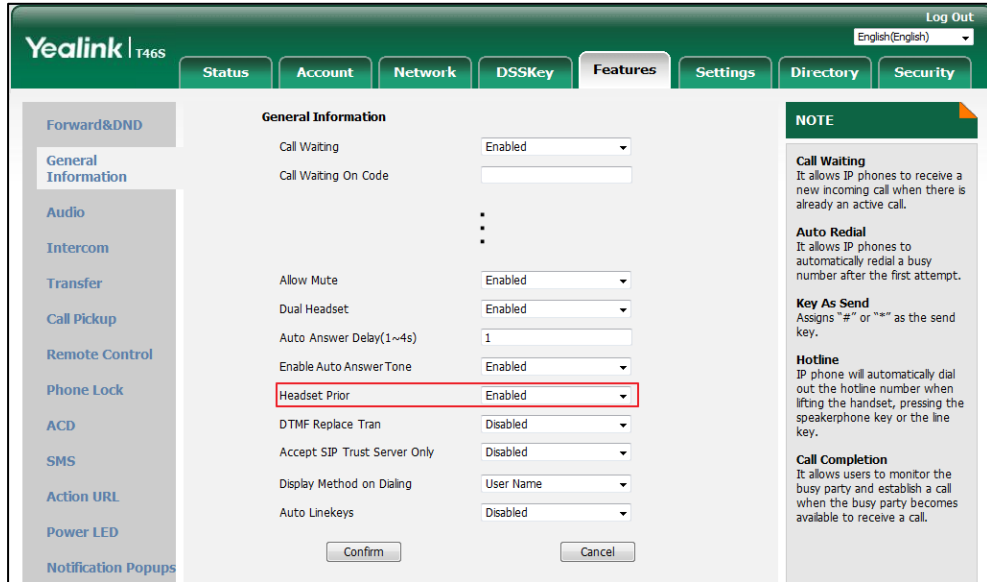 Log Out
Yealink T46S
English(English)
Status Account Network DSSKey Features Settings Directory Security
Forward&DND
General
Information
Audio
Intercom
Transfer
Call Pickup
Remote Control
Phone Lock
ACD
SMS
Action URL
Power LED
Notification Popups
General Information
Call Waiting Enabled
Call Waiting On Code
Allow Mute Enabled
Dual Headset Enabled
Auto Answer Delay(1~4s) 1
Enable Auto Answer Tone Enabled
Headset Prior Enabled
DTMF Replace Tran Disabled
Accept SIP Trust Server Only Disabled
Display Method on Dialing User Name
Auto Linekeys Disabled
Confirm Cancel
NOTE
Call Waiting
It allows IP phones to receive a
new incoming call when there is
already an active call.
Auto Redial
It allows IP phones to
automatically redial a busy
number after the first attempt.
Key As Send
Assigns "#" or "*" as the send
key.
Hotline
IP phone will automatically dial
out the hotline number when
lifting the handset, pressing the
speakerphone key or the line
key.
Call Completion
It allows users to monitor the
busy party and establish a call
when the busy party becomes
available to receive a call.